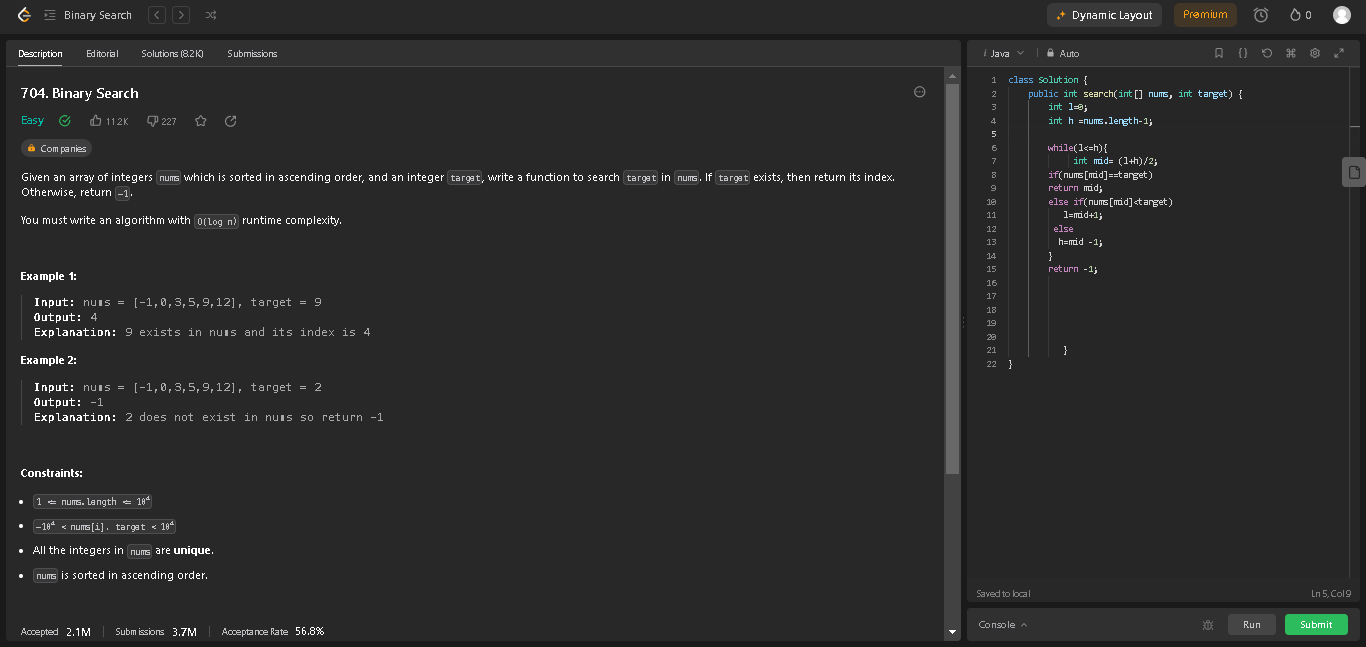 Binary Search
Dynamic Layout
Premium
0
Description Editorial Solutions (8.2K) Submissions
704. Binary Search
Easy 11.2K 227
Companies
Given an array of integers nums which is sorted in ascending order, and an integer target, write a function to search target in nums. If target exists, then return its index.
Otherwise, return -1.
You must write an algorithm with O(log n) runtime complexity.
Example 1:
Input: nums = [-1,0,3,5,9,12], target = 9
Output: 4
Explanation: 9 exists in nums and its index is 4
Example 2:
Input: nums = [-1,0,3,5,9,12], target = 2
Output: -1
Explanation: 2 does not exist in nums so return -1
Constraints:
• 1 <= nums.length <= 10⁴
• -10⁴ < nums[i], target < 10⁴
• All the integers in nums are unique.
• nums is sorted in ascending order.
Accepted 2.1M Submissions 3.7M Acceptance Rate 56.8%
i Java Auto
1 class Solution {
2 public int search(int[] nums, int target) {
3 int l=0;
4 int h =nums.length-1;
5
6 while(l<=h){
7 int mid= (l+h)/2;
8 if(nums[mid]==target)
9 return mid;
10 else if(nums[mid]<target)
11 l=mid+1;
12 else
13 h=mid -1;
14 }
15 return -1;
16
17
18
19
20
21 }
22 }
Saved to local Ln 5, Col 9
Console Run Submit